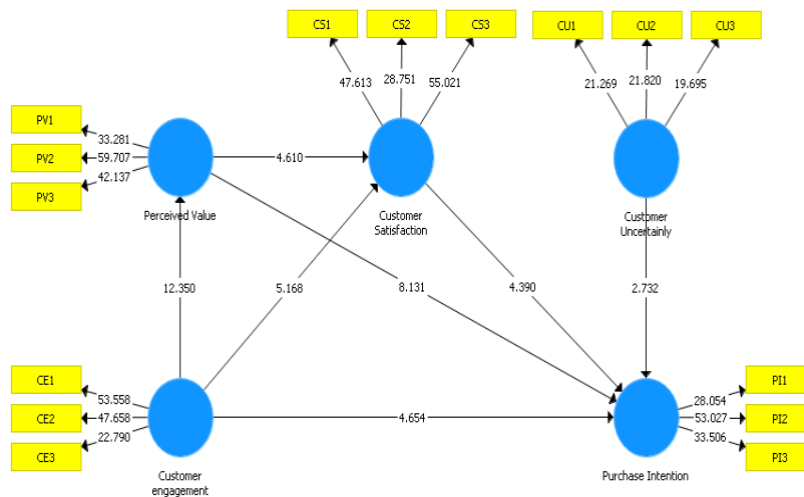 CS1
CS2
CS3
CU1
CU2
CU3
47.613
28.751
55.021
21.269
21.820
19.695
PV1
PV2
PV3
33.281
59.707
42.137
4.610
Perceived Value
Customer
Satisfaction
Customer
Uncertainly
12.350
5.168
8.131
4.390
2.732
CE1
CE2
CE3
53.558
47.658
22.790
4.654
28.054
53.027
33.506
PI1
PI2
PI3
Customer
engagement
Purchase Intention